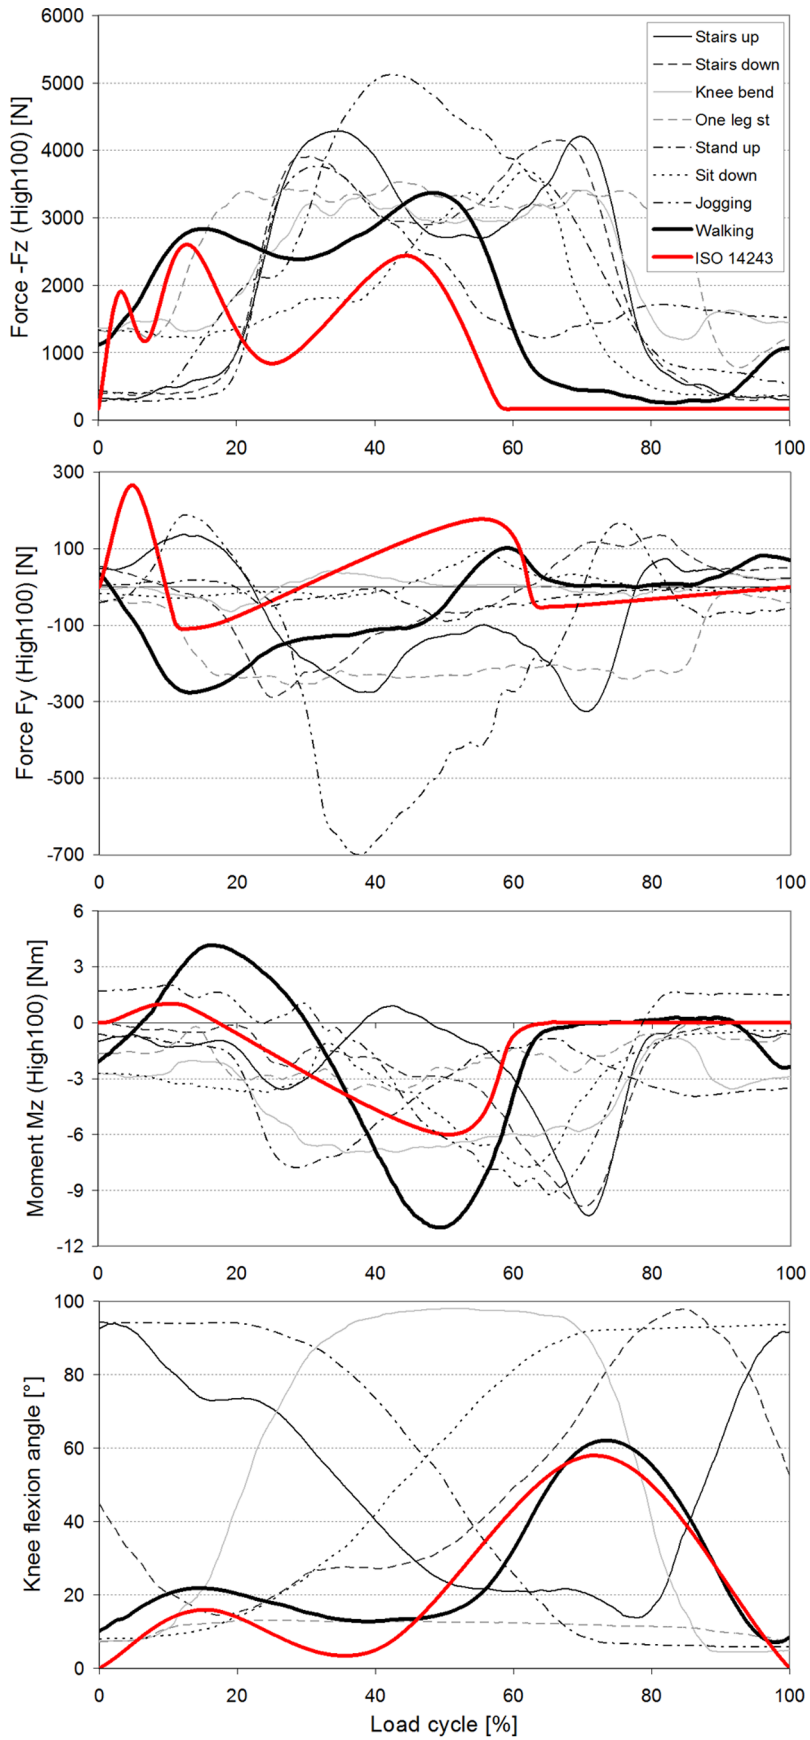 Force -Fz (High100) [N]
6000
5000
4000
3000
2000
1000
0
0 20 40 60 80 100
Stairs up
Stairs down
Knee bend
One leg st
Stand up
Sit down
Jogging
Walking
ISO 14243
Force Fy (High100) [N]
300
100
-100
-300
-500
-700
0 20 40 60 80 100
Moment Mz (High100) [Nm]
6
3
0
-3
-6
-9
-12
0 20 40 60 80 100
Knee flexion angle [°]
100
80
60
40
20
0
0 20 40 60 80 100
Load cycle [%]